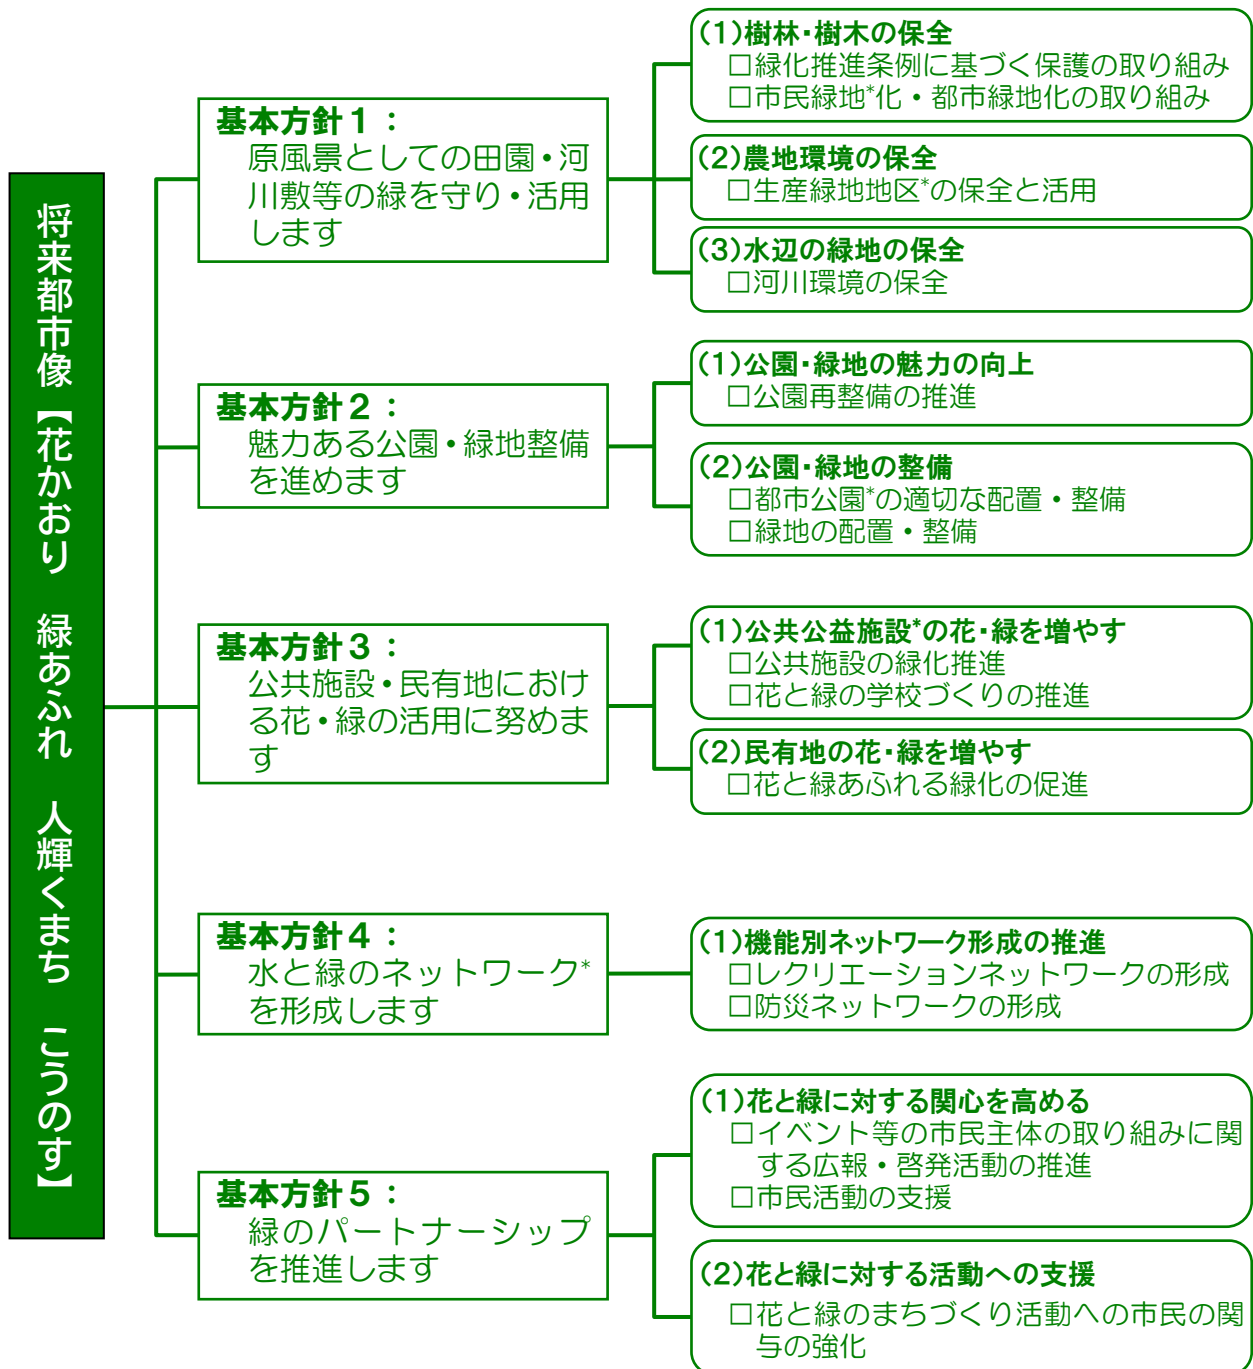 将来都市像【花かおり　緑あふれ　人輝くまち　こうのす】
基本方針1：
原風景としての田園・河
川敷等の緑を守り・活用
します
(1)樹林・樹木の保全
□緑化推進条例に基づく保護の取り組み
□市民緑地*化・都市緑地化の取り組み
(2)農地環境の保全
□生産緑地地区*の保全と活用
(3)水辺の緑地の保全
□河川環境の保全
基本方針2：
魅力ある公園・緑地整備
を進めます
(1)公園・緑地の魅力の向上
□公園再整備の推進
(2)公園・緑地の整備
□都市公園*の適切な配置・整備
□緑地の配置・整備
基本方針3：
公共施設・民有地におけ
る花・緑の活用に努めま
す
(1)公共公益施設*の花・緑を増やす
□公共施設の緑化推進
□花と緑の学校づくりの推進
(2)民有地の花・緑を増やす
□花と緑あふれる緑化の促進
基本方針4：
水と緑のネットワーク*
を形成します
(1)機能別ネットワーク形成の推進
□レクリエーションネットワークの形成
□防災ネットワークの形成
基本方針5：
緑のパートナーシップ
を推進します
(1)花と緑に対する関心を高める
□イベント等の市民主体の取り組みに関
する広報・啓発活動の推進
□市民活動の支援
(2)花と緑に対する活動への支援
□花と緑のまちづくり活動への市民の関
与の強化